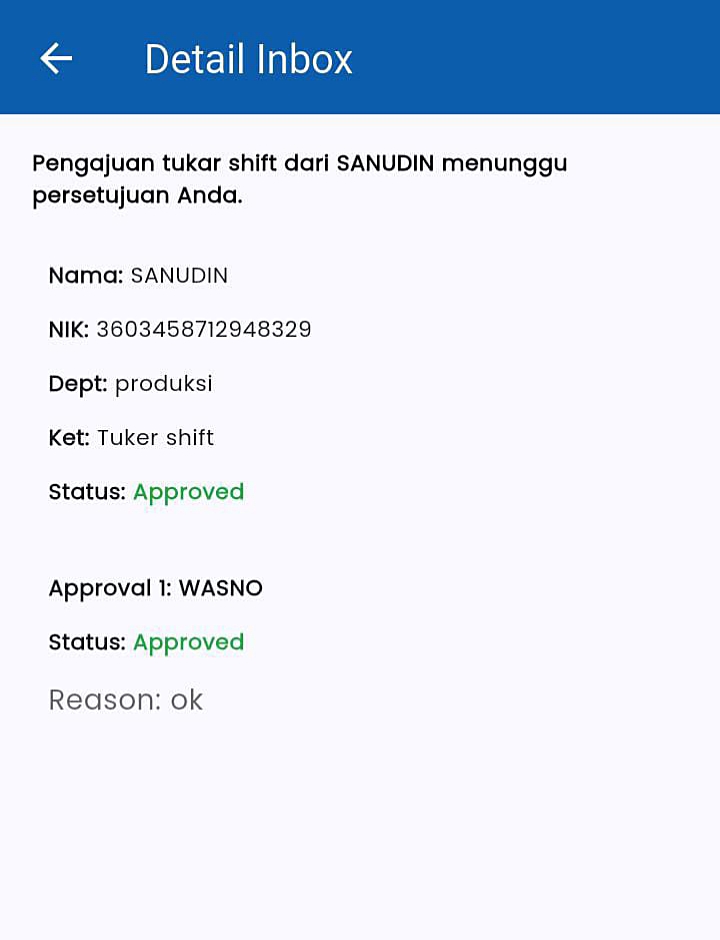 Detail Inbox
Pengajuan tukar shift dari SANUDIN menunggu
persetujuan Anda.
Nama: SANUDIN
NIK: 3603458712948329
Dept: produksi
Ket: Tuker shift
Status: Approved
Approval 1: WASNO
Status: Approved
Reason: ok